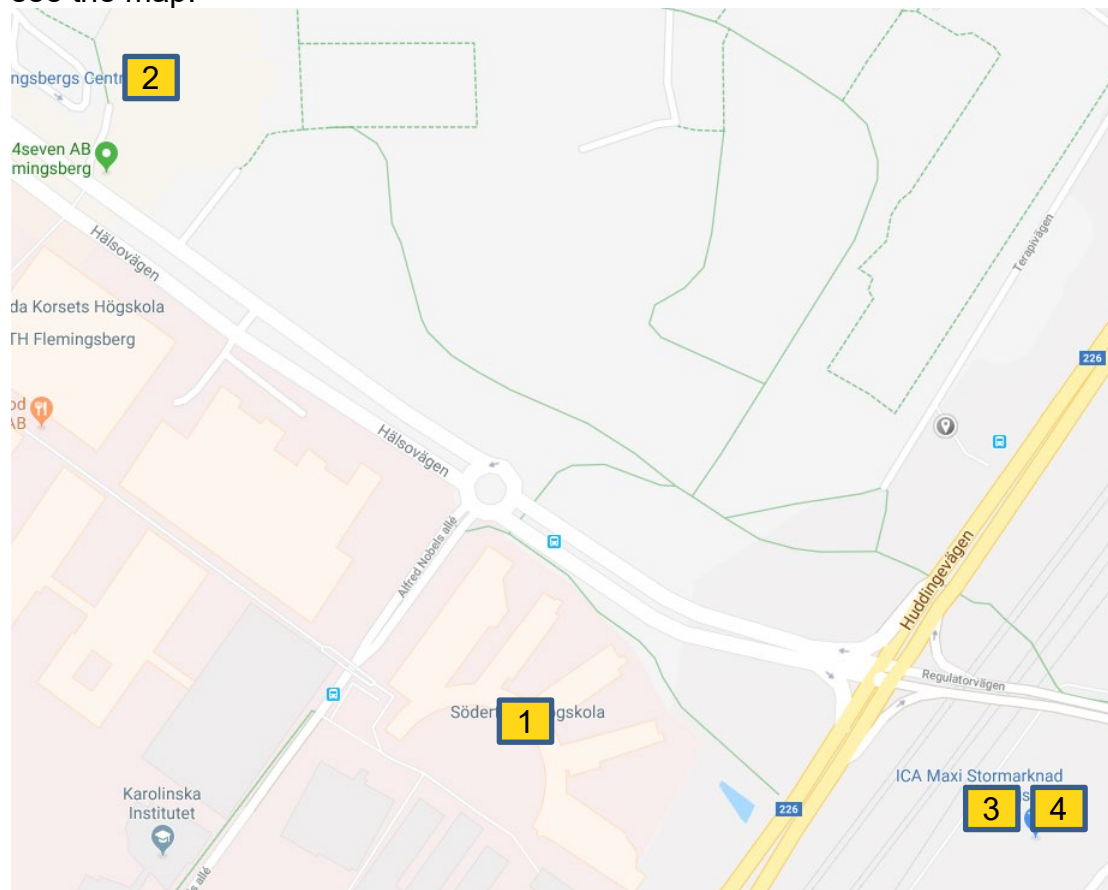 see the map.
ngsbergs Centr
2
4seven AB
mingsberg
Hälsovägen
da Korsets Högskola
TH Flemingsberg
od
AB
Hälsovägen
Alfred Nobels allé
Terapivägen
226
Huddingevägen
Regulatorvägen
Södert
1
gskola
ICA Maxi Stormarknad
3
4
226
Karolinska
Institutet
allé